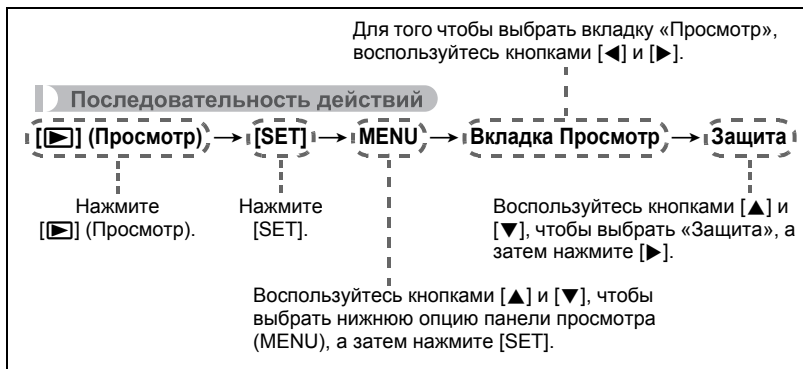 Для того чтобы выбрать вкладку «Просмотр»,
воспользуйтесь кнопками [◀] и [▶].
Последовательность действий
[▶] (Просмотр) → [SET] → MENU → Вкладка Просмотр → Защита
Нажмите
[▶] (Просмотр).
Нажмите
[SET].
Воспользуйтесь кнопками [▲] и
[▼], чтобы выбрать «Защита», а
затем нажмите [▶].
Воспользуйтесь кнопками [▲] и [▼], чтобы
выбрать нижнюю опцию панели просмотра
(MENU), а затем нажмите [SET].